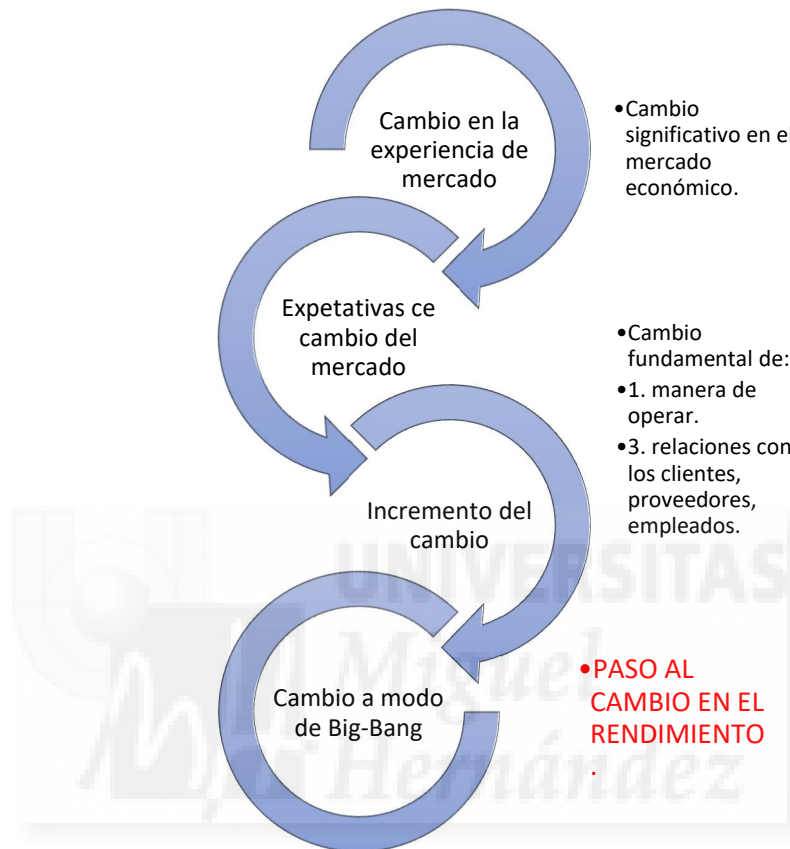 Cambio en la
experiencia de
mercado
•Cambio
significativo en el
mercado
económico.
Expetativas ce
cambio del
mercado
•Cambio
fundamental de:
•1. manera de
operar.
•3. relaciones con
los clientes,
proveedores,
empleados.
Incremento del
cambio
UNIVERSITAS
Miguel
Hernández
Cambio a modo
de Big-Bang
•PASO AL
CAMBIO EN EL
RENDIMIENTO
.